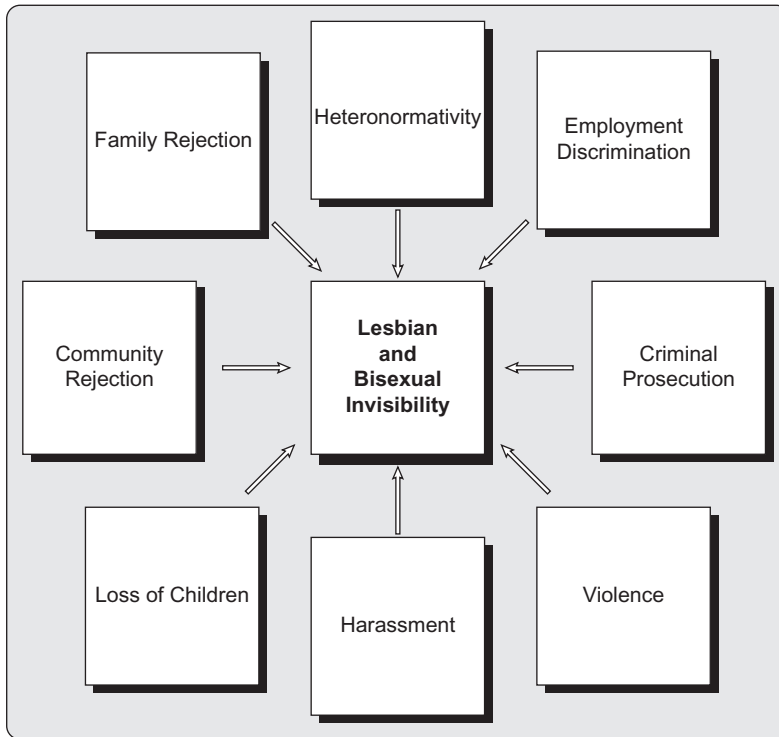 Family Rejection
Heteronormativity
Employment
Discrimination
Community
Rejection
Lesbian
and
Bisexual
Invisibility
Criminal
Prosecution
Loss of Children
Harassment
Violence